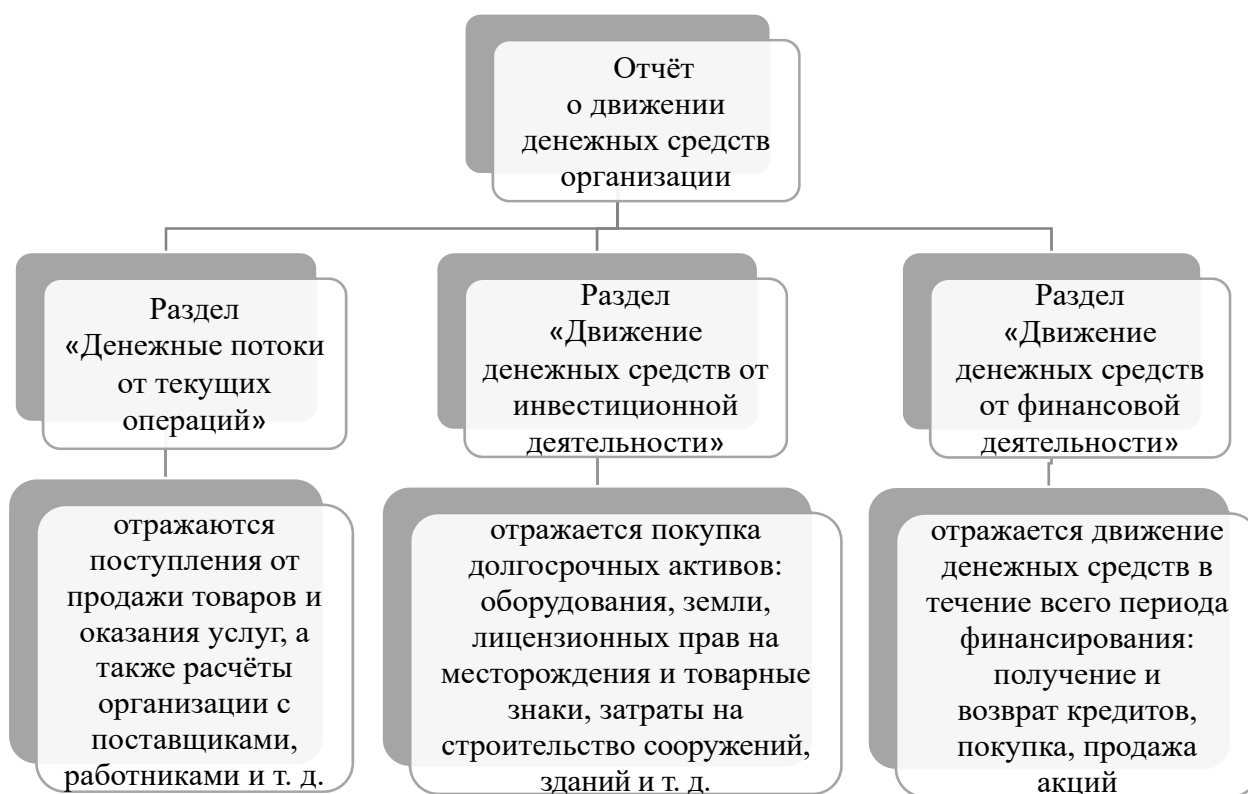 Отчёт
о движении
денежных средств
организации
Раздел
«Денежные потоки
от текущих
операций»
отражаются
поступления от
продажи товаров и
оказания услуг, а
также расчёты
организации с
поставщиками,
работниками и т. д.
Раздел
«Движение
денежных средств от
инвестиционной
деятельности»
отражается покупка
долгосрочных активов:
оборудования, земли,
лицензионных прав на
месторождения и товарные
знаки, затраты на
строительство сооружений,
зданий и т. д.
Раздел
«Движение
денежных средств
от финансовой
деятельности»
отражается движение
денежных средств в
течение всего периода
финансирования:
получение и
возврат кредитов,
покупка, продажа
акций